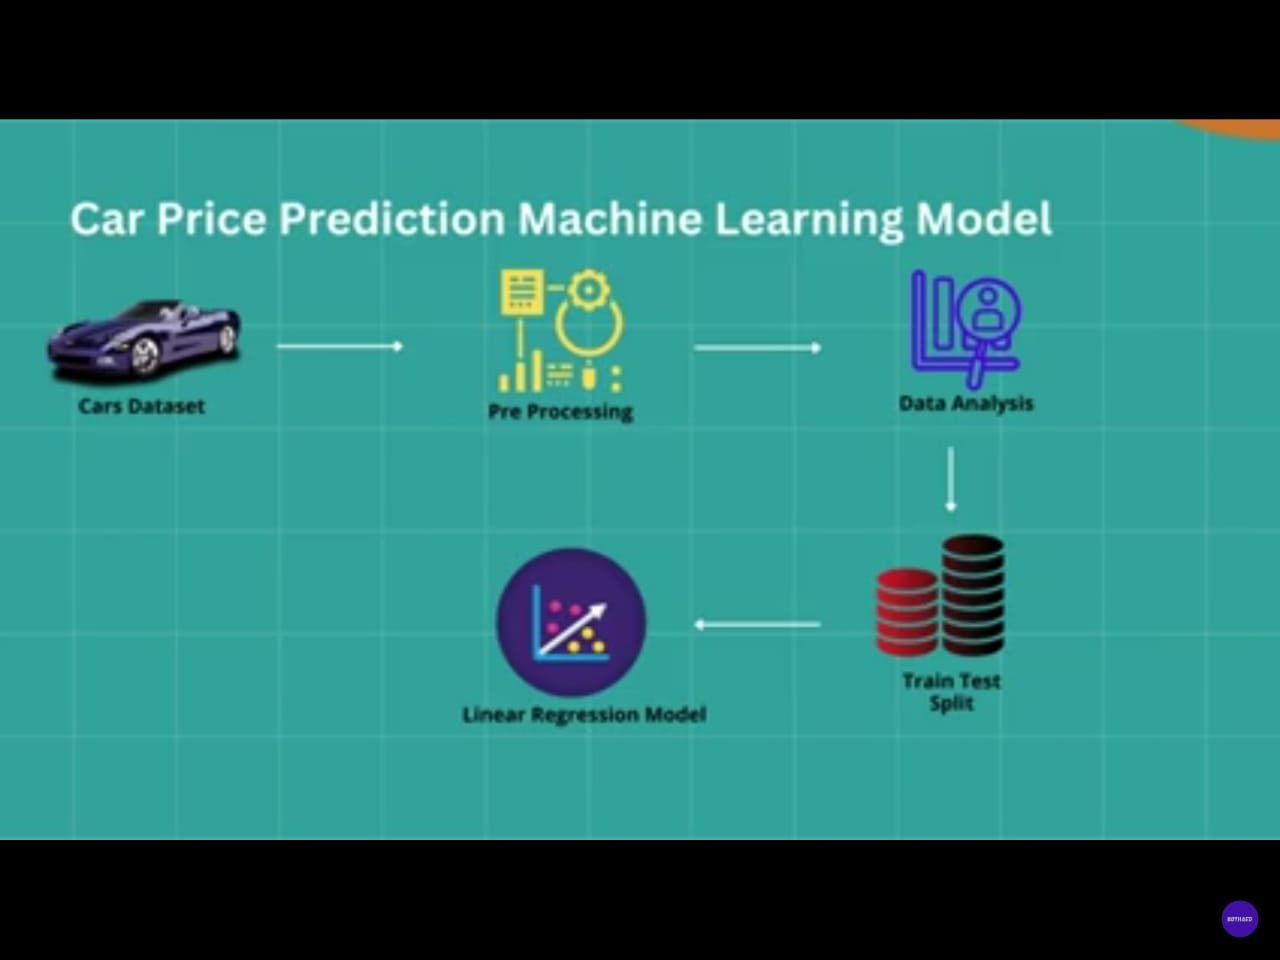 Car Price Prediction Machine Learning Model
Cars Dataset
Pre Processing
Data Analysis
Train Test
Split
Linear Regression Model